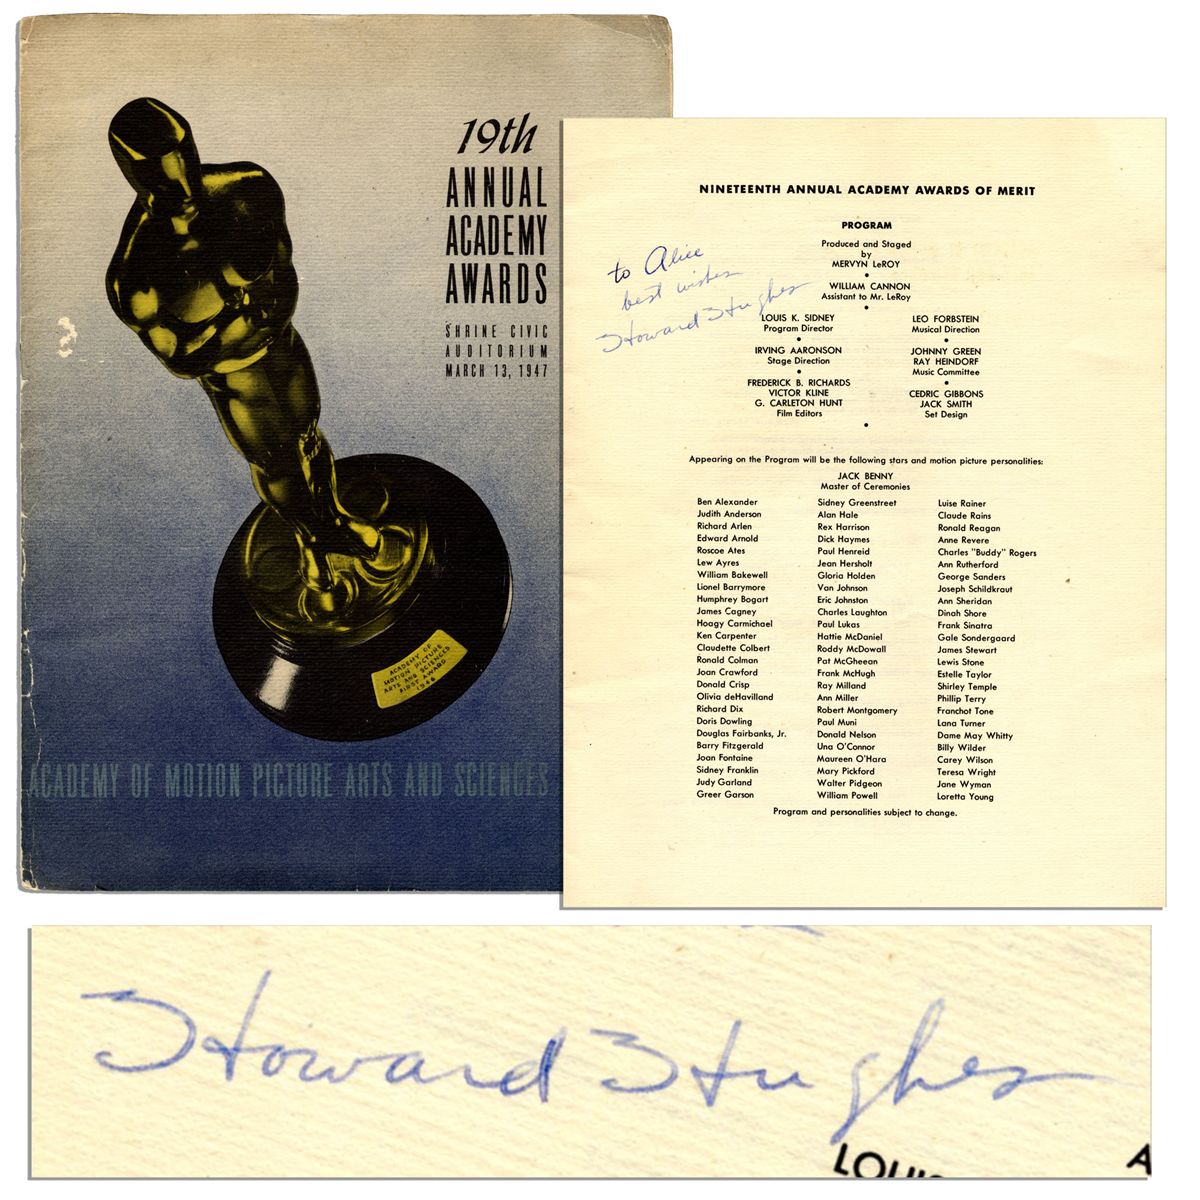 19th
ANNUAL
ACADEMY
AWARDS
SHRINE CIVIC
AUDITORIUM
MARCH 13, 1947
ACADEMY OF
MOTION PICTURE
ARTS AND SCIENCES
FIRST AWARD
1946
ACADEMY OF MOTION PICTURE ARTS AND SCIENCES
NINETEENTH ANNUAL ACADEMY AWARDS OF MERIT
PROGRAM
Produced and Staged
by
MERVYN LeROY
to Alice
best wishes
Howard Hughes
WILLIAM CANNON
Assistant to Mr. LeRoy
LOUIS K. SIDNEY
Program Director
IRVING AARONSON
Stage Direction
FREDERICK B. RICHARDS
VICTOR KLINE
G. CARLETON HUNT
Film Editors
LEO FORBSTEIN
Musical Direction
JOHNNY GREEN
RAY HEINDORF
Music Committee
CEDRIC GIBBONS
JACK SMITH
Set Design
Appearing on the Program will be the following stars and motion picture personalities:
JACK BENNY
Master of Ceremonies
Ben Alexander
Judith Anderson
Richard Arlen
Edward Arnold
Roscoe Ates
Lew Ayres
William Bakewell
Lionel Barrymore
Humphrey Bogart
James Cagney
Hoagy Carmichael
Ken Carpenter
Claudette Colbert
Ronald Colman
Joan Crawford
Donald Crisp
Olivia deHavilland
Richard Dix
Doris Dowling
Douglas Fairbanks, Jr.
Barry Fitzgerald
Joan Fontaine
Sidney Franklin
Judy Garland
Greer Garson
Sidney Greenstreet
Alan Hale
Rex Harrison
Dick Haymes
Paul Henreid
Jean Hersholt
Gloria Holden
Van Johnson
Eric Johnston
Charles Laughton
Paul Lukas
Hattie McDaniel
Roddy McDowall
Pat McGheean
Frank McHugh
Ray Milland
Ann Miller
Robert Montgomery
Paul Muni
Donald Nelson
Una O'Connor
Maureen O'Hara
Mary Pickford
Walter Pidgeon
William Powell
Luise Rainer
Claude Rains
Ronald Reagan
Anne Revere
Charles "Buddy" Rogers
Ann Rutherford
George Sanders
Joseph Schildkraut
Ann Sheridan
Dinah Shore
Frank Sinatra
Gale Sondergaard
James Stewart
Lewis Stone
Estelle Taylor
Shirley Temple
Phillip Terry
Franchot Tone
Lana Turner
Dame May Whitty
Billy Wilder
Carey Wilson
Teresa Wright
Jane Wyman
Loretta Young
Program and personalities subject to change.
Howard Hughes